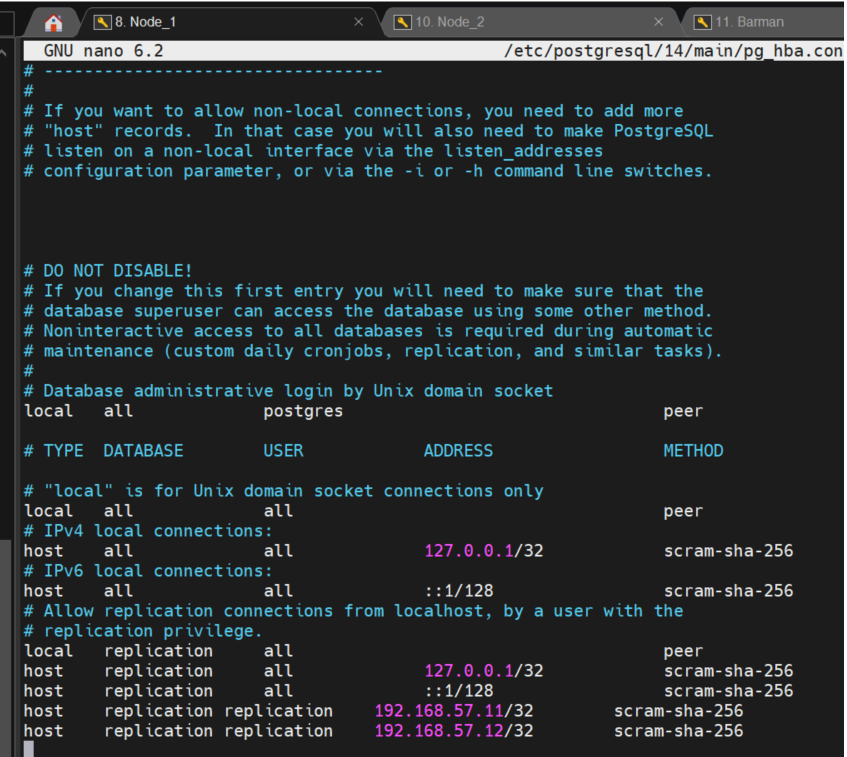 8. Node_1
10. Node_2
11. Barman
GNU nano 6.2 /etc/postgresql/14/main/pg_hba.con
# ----------------------------------
#
# If you want to allow non-local connections, you need to add more
# "host" records.  In that case you will also need to make PostgreSQL
# listen on a non-local interface via the listen_addresses
# configuration parameter, or via the -i or -h command line switches.
# DO NOT DISABLE!
# If you change this first entry you will need to make sure that the
# database superuser can access the database using some other method.
# Noninteractive access to all databases is required during automatic
# maintenance (custom daily cronjobs, replication, and similar tasks).
#
# Database administrative login by Unix domain socket
local   all             postgres                                peer
# TYPE  DATABASE        USER            ADDRESS                 METHOD
# "local" is for Unix domain socket connections only
local   all             all                                     peer
# IPv4 local connections:
host    all             all             127.0.0.1/32            scram-sha-256
# IPv6 local connections:
host    all             all             ::1/128                 scram-sha-256
# Allow replication connections from localhost, by a user with the
# replication privilege.
local   replication     all                                     peer
host    replication     all             127.0.0.1/32            scram-sha-256
host    replication     all             ::1/128                 scram-sha-256
host    replication replication    192.168.57.11/32        scram-sha-256
host    replication replication    192.168.57.12/32        scram-sha-256